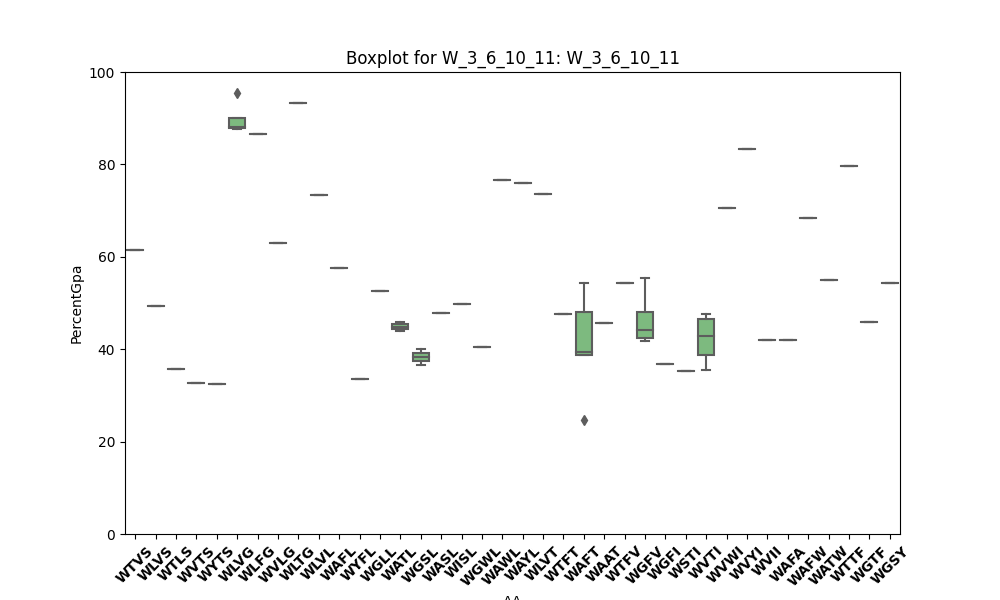 Boxplot for W_3_6_10_11: W_3_6_10_11
100
80
60
40
20
0
PercentGpa
WTVS
WLVS
WTLS
WVTS
WYTS
WLVG
WLFG
WVLG
WLTG
WLVL
WAFL
WYFL
WGLL
WATL
WGSL
WASL
WISL
WGWL
WAWL
WAYL
WLVT
WTFT
WAFT
WAAT
WTFV
WGFV
WGFI
WSTI
WVTI
WVWI
WVYI
WVII
WAFA
WAFW
WATW
WTTF
WGTF
WGSY